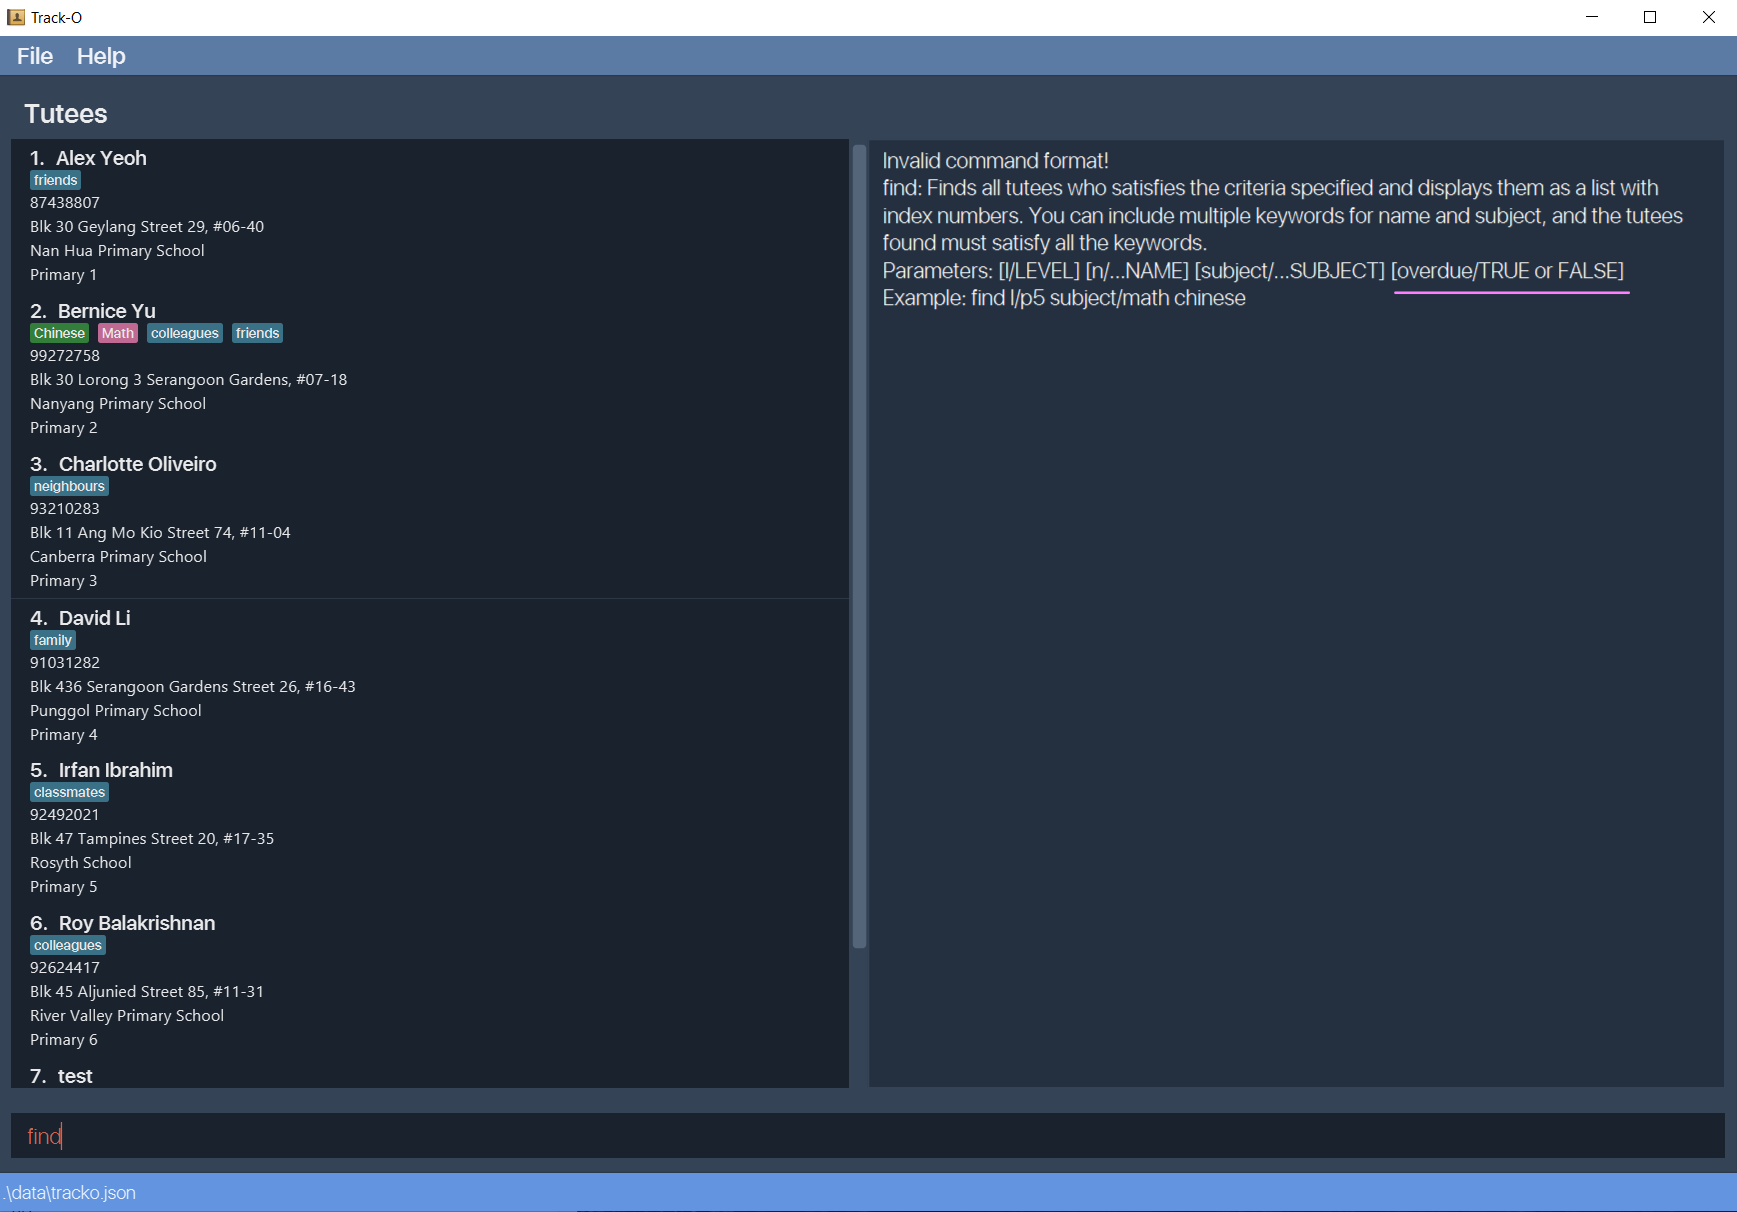 Track-O
File Help
Tutees
1. Alex Yeoh
friends
87438807
Blk 30 Geylang Street 29, #06-40
Nan Hua Primary School
Primary 1
2. Bernice Yu
Chinese Math colleagues friends
99272758
Blk 30 Lorong 3 Serangoon Gardens, #07-18
Nanyang Primary School
Primary 2
3. Charlotte Oliveiro
neighbours
93210283
Blk 11 Ang Mo Kio Street 74, #11-04
Canberra Primary School
Primary 3
4. David Li
family
91031282
Blk 436 Serangoon Gardens Street 26, #16-43
Punggol Primary School
Primary 4
5. Irfan Ibrahim
classmates
92492021
Blk 47 Tampines Street 20, #17-35
Rosyth School
Primary 5
6. Roy Balakrishnan
colleagues
92624417
Blk 45 Aljunied Street 85, #11-31
River Valley Primary School
Primary 6
7. test
Invalid command format!
find: Finds all tutees who satisfies the criteria specified and displays them as a list with
index numbers. You can include multiple keywords for name and subject, and the tutees
found must satisfy all the keywords.
Parameters: [l/LEVEL] [n/...NAME] [subject/...SUBJECT] [overdue/TRUE or FALSE]
Example: find l/p5 subject/math chinese
find
.\data\tracko.json